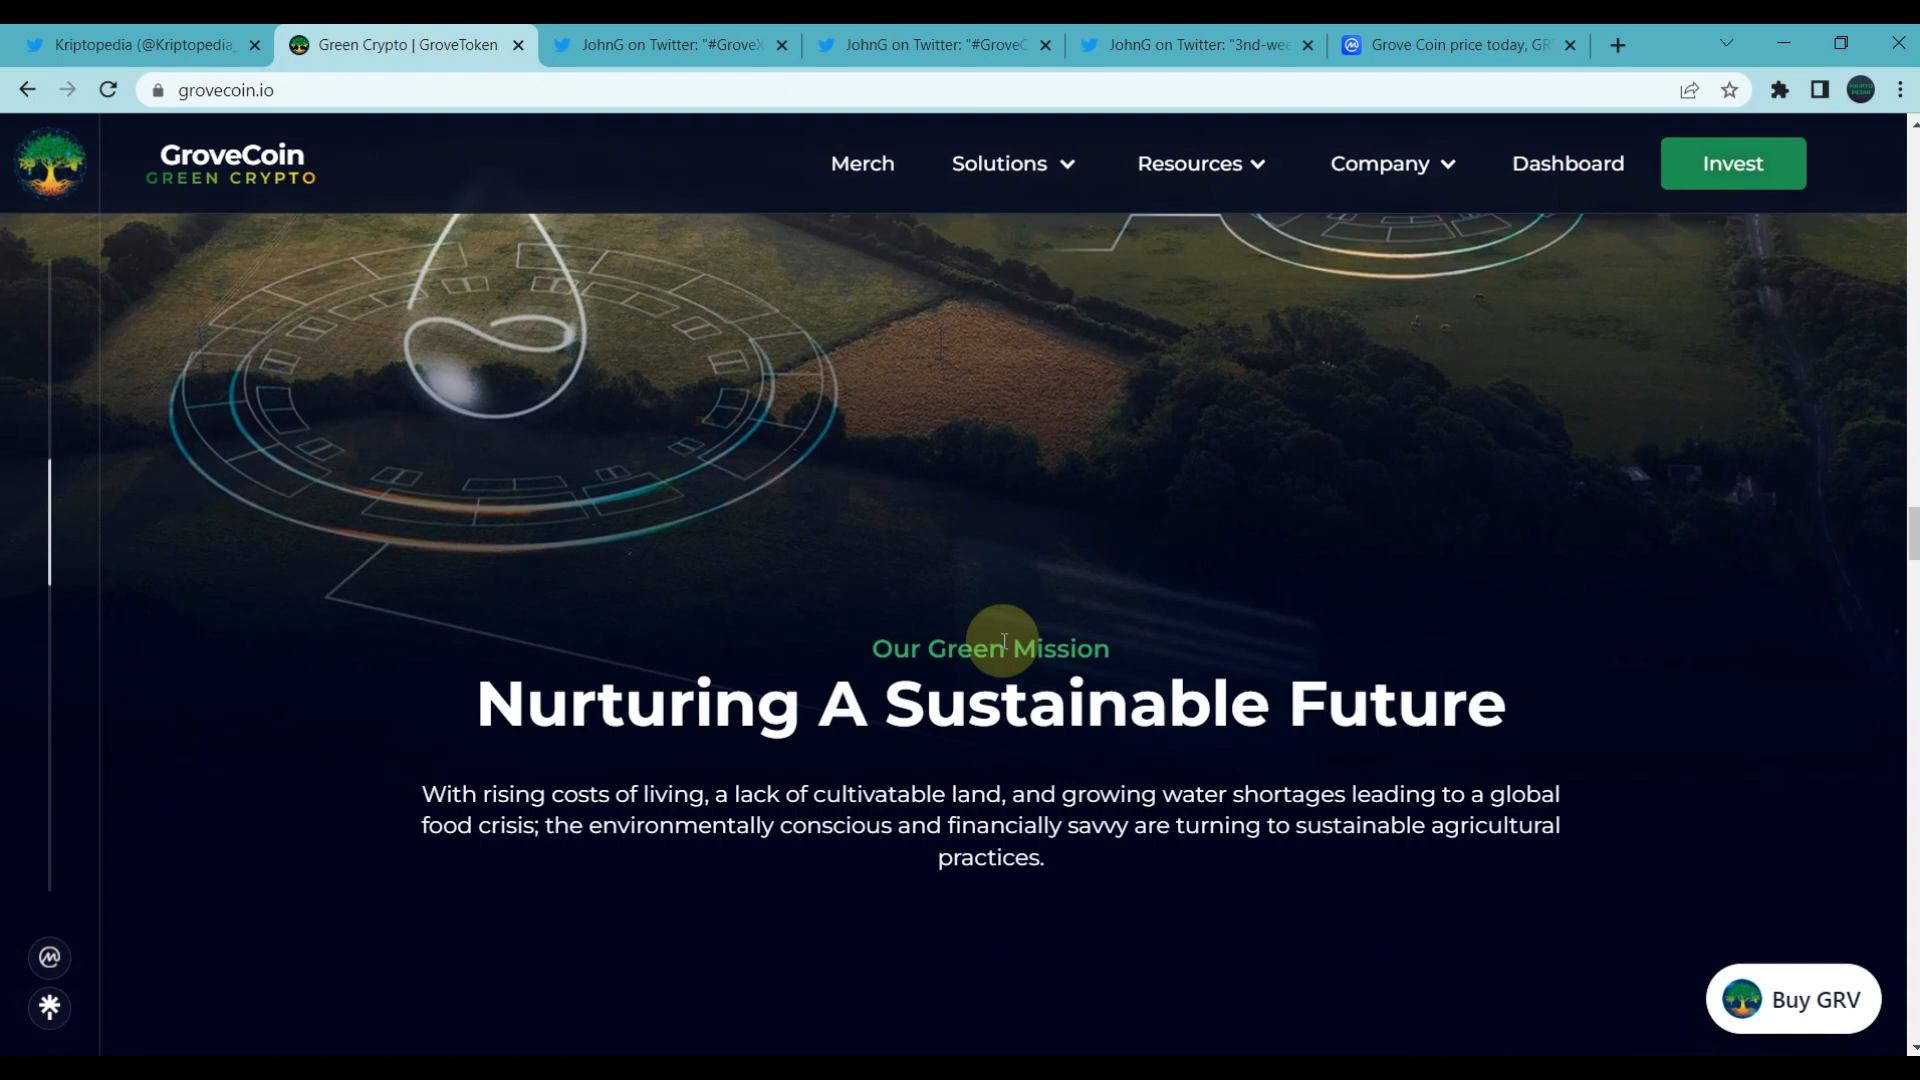 Kriptopedia (@Kriptopedia_
Green Crypto | GroveToken
JohnG on Twitter: "#GroveX
JohnG on Twitter: "#GroveC
JohnG on Twitter: "3nd-wee
Grove Coin price today, GR
grovecoin.io
GroveCoin
GREEN CRYPTO
Merch
Solutions
Resources
Company
Dashboard
Invest
Our Green Mission
Nurturing A Sustainable Future
With rising costs of living, a lack of cultivatable land, and growing water shortages leading to a global
food crisis; the environmentally conscious and financially savvy are turning to sustainable agricultural
practices.
Buy GRV